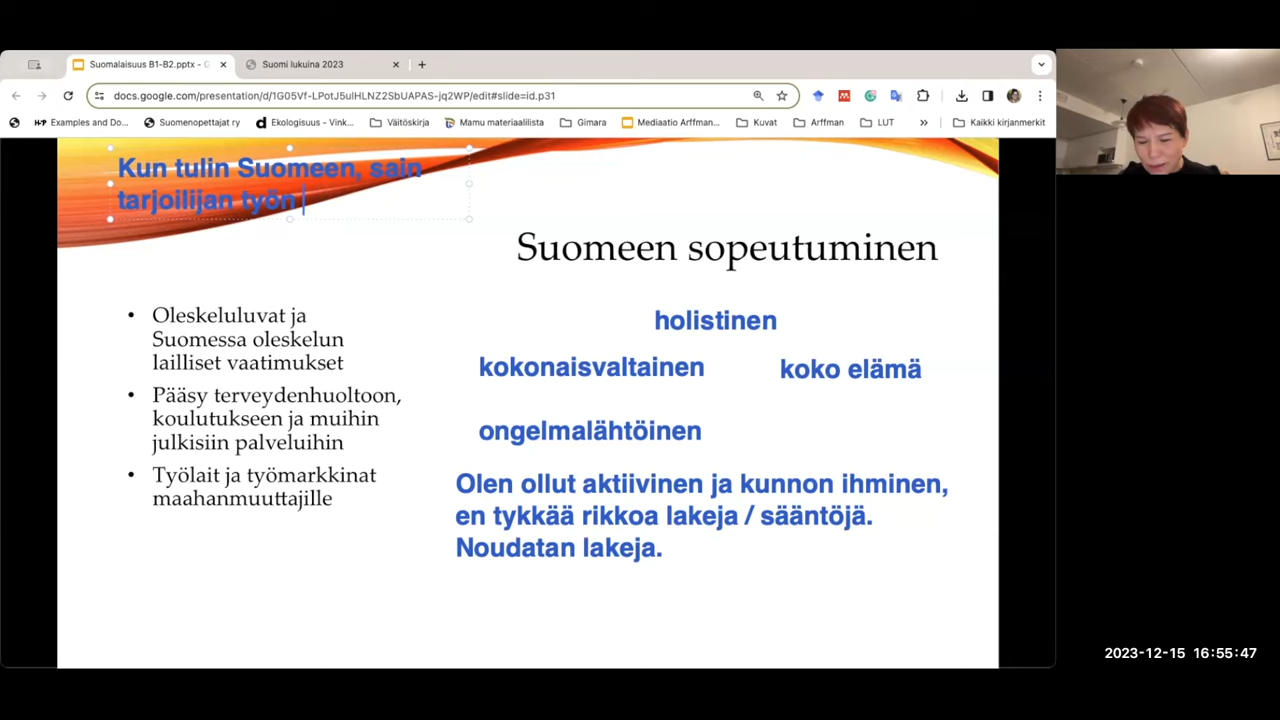 Suomalaisuus B1-B2.pptx - G
Suomi lukuina 2023
docs.google.com/presentation/d/1G05Vf-LPotJ5ulHLNZ2SbUAPAS-jq2WP/edit#slide=id.p31
Examples and Do... Suomenopettajat ry Ekologisuus - Vink... Väitöskirja Mamu materiaalilista Gimara Mediaatio Arffman... Kuvat Arffman LUT » Kaikki kirjanmerkit
Kun tulin Suomeen, sain
tarjoilijan työn
Suomeen sopeutuminen
• Oleskeluluvat ja
Suomessa oleskelun
lailliset vaatimukset
• Pääsy terveydenhuoltoon,
koulutukseen ja muihin
julkisiin palveluihin
• Työlait ja työmarkkinat
maahanmuuttajille
holistinen
kokonaisvaltainen
koko elämä
ongelmalähtöinen
Olen ollut aktiivinen ja kunnon ihminen,
en tykkää rikkoa lakeja / sääntöjä.
Noudatan lakeja.
2023-12-15 16:55:47